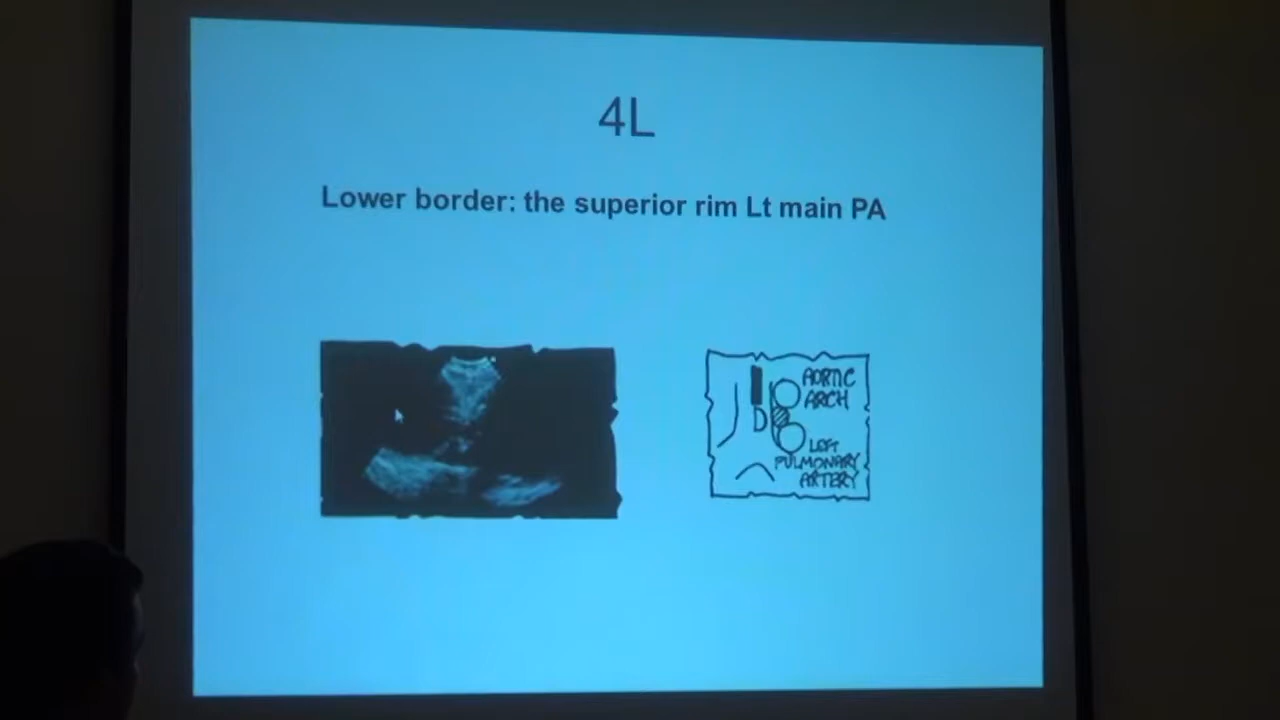 4L
Lower border: the superior rim Lt main PA
AORTIC
ARCH
LEFT
PULMONARY
ARTERY